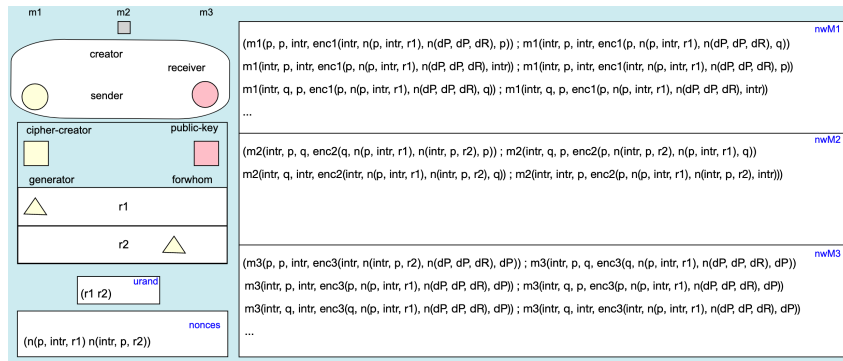 m1 m2 m3
creator
receiver
sender
cipher-creator public-key
generator forwhom
r1
r2
urand
(r1 r2)
nonces
(n(p, intr, r1) n(intr, p, r2))
nwM1
(m1(p, p, intr, enc1(intr, n(p, intr, r1), n(dP, dP, dR), p)) ; m1(intr, p, intr, enc1(p, n(p, intr, r1), n(dP, dP, dR), q))
m1(intr, p, intr, enc1(p, n(p, intr, r1), n(dP, dP, dR), intr)) ; m1(intr, p, intr, enc1(intr, n(p, intr, r1), n(dP, dP, dR), p))
m1(intr, q, p, enc1(p, n(p, intr, r1), n(dP, dP, dR), q)) ; m1(intr, q, p, enc1(p, n(p, intr, r1), n(dP, dP, dR), intr))
...
nwM2
(m2(intr, p, q, enc2(q, n(p, intr, r1), n(intr, p, r2), p)) ; m2(intr, q, p, enc2(p, n(intr, p, r2), n(p, intr, r1), q))
m2(intr, q, intr, enc2(intr, n(p, intr, r1), n(intr, p, r2), q)) ; m2(intr, intr, p, enc2(p, n(p, intr, r1), n(intr, p, r2), intr)))
nwM3
(m3(p, p, intr, enc3(intr, n(intr, p, r2), n(dP, dP, dR), dP)) ; m3(intr, p, q, enc3(q, n(p, intr, r1), n(dP, dP, dR), dP))
m3(intr, p, intr, enc3(p, n(p, intr, r1), n(dP, dP, dR), dP)) ; m3(intr, q, p, enc3(p, n(p, intr, r1), n(dP, dP, dR), dP))
m3(intr, q, intr, enc3(q, n(p, intr, r1), n(dP, dP, dR), dP)) ; m3(intr, q, intr, enc3(intr, n(p, intr, r1), n(dP, dP, dR), dP))
...